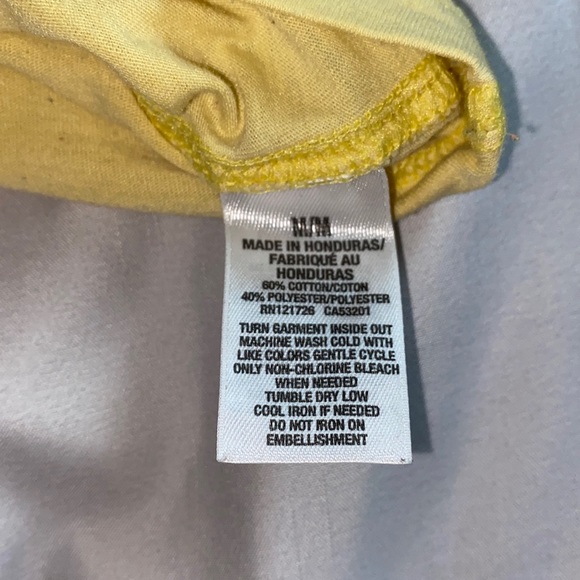 M/M
MADE IN HONDURAS/
FABRIQUÉ AU
HONDURAS
60% COTTON/COTON
40% POLYESTER/POLYESTER
RN121726 CA53201
TURN GARMENT INSIDE OUT
MACHINE WASH COLD WITH
LIKE COLORS GENTLE CYCLE
ONLY NON-CHLORINE BLEACH
WHEN NEEDED
TUMBLE DRY LOW
COOL IRON IF NEEDED
DO NOT IRON ON
EMBELLISHMENT